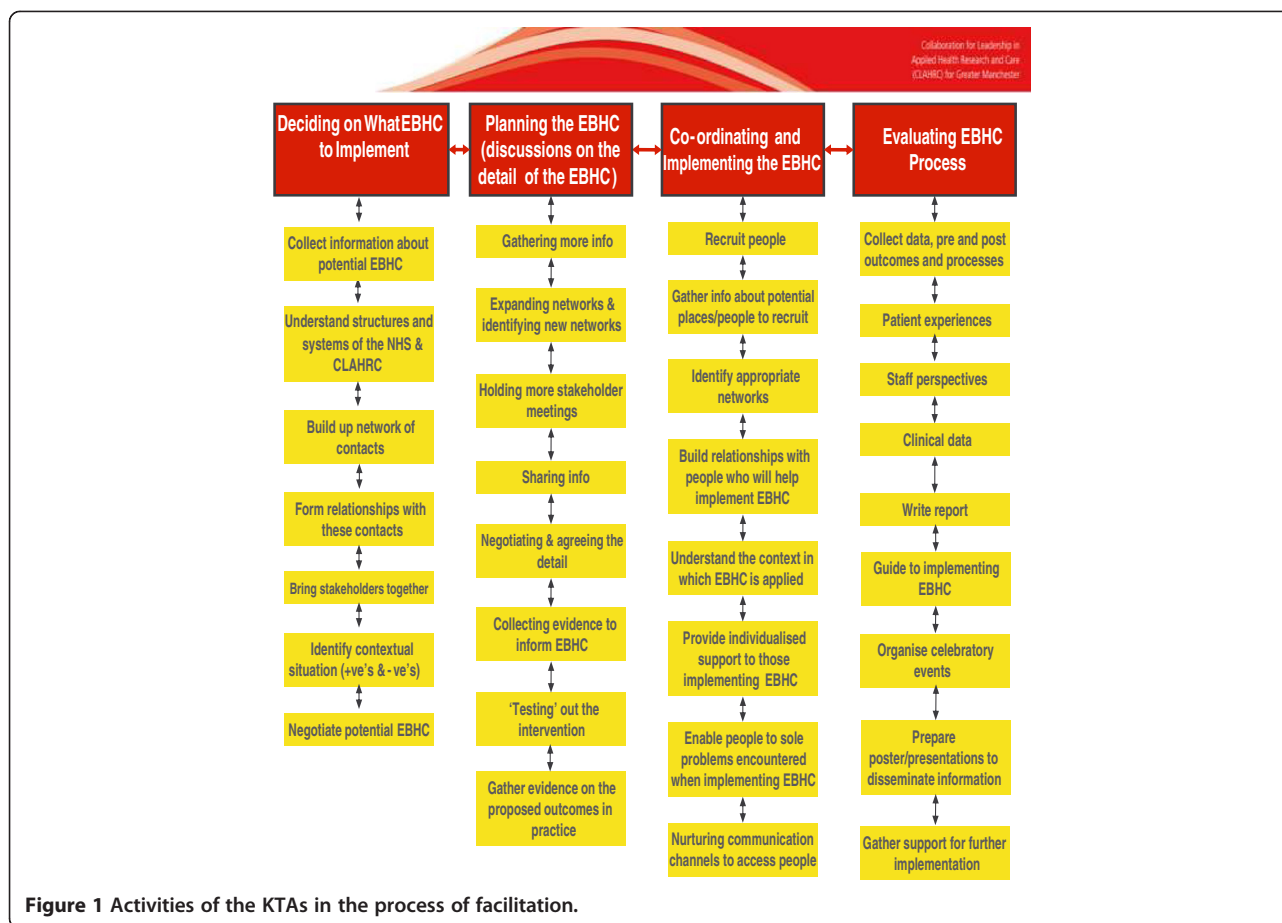 Collaboration for Leadership in
Applied Health Research and Care
(CLAHRC) for Greater Manchester
Deciding on What EBHC
to Implement
Collect information about
potential EBHC
Understand structures and
systems of the NHS &
CLAHRC
Build up network of
contacts
Form relationships with
these contacts
Bring stakeholders together
Identify contextual
situation (+ve's & -ve's)
Negotiate potential EBHC
Planning the EBHC
(discussions on the
detail of the EBHC)
Gathering more info
Expanding networks &
identifying new networks
Holding more stakeholder
meetings
Sharing info
Negotiating & agreeing the
detail
Collecting evidence to
inform EBHC
'Testing' out the
intervention
Gather evidence on the
proposed outcomes in
practice
Co-ordinating and
Implementing the EBHC
Recruit people
Gather info about potential
places/people to recruit
Identify appropriate
networks
Build relationships with
people who will help
implement EBHC
Understand the context in
which EBHC is applied
Provide individualised
support to those
implementing EBHC
Enable people to sole
problems encountered
when implementing EBHC
Nurturing communication
channels to access people
Evaluating EBHC
Process
Collect data, pre and post
outcomes and processes
Patient experiences
Staff perspectives
Clinical data
Write report
Guide to implementing
EBHC
Organise celebratory
events
Prepare
poster/presentations to
disseminate information
Gather support for further
implementation
Figure 1 Activities of the KTAs in the process of facilitation.